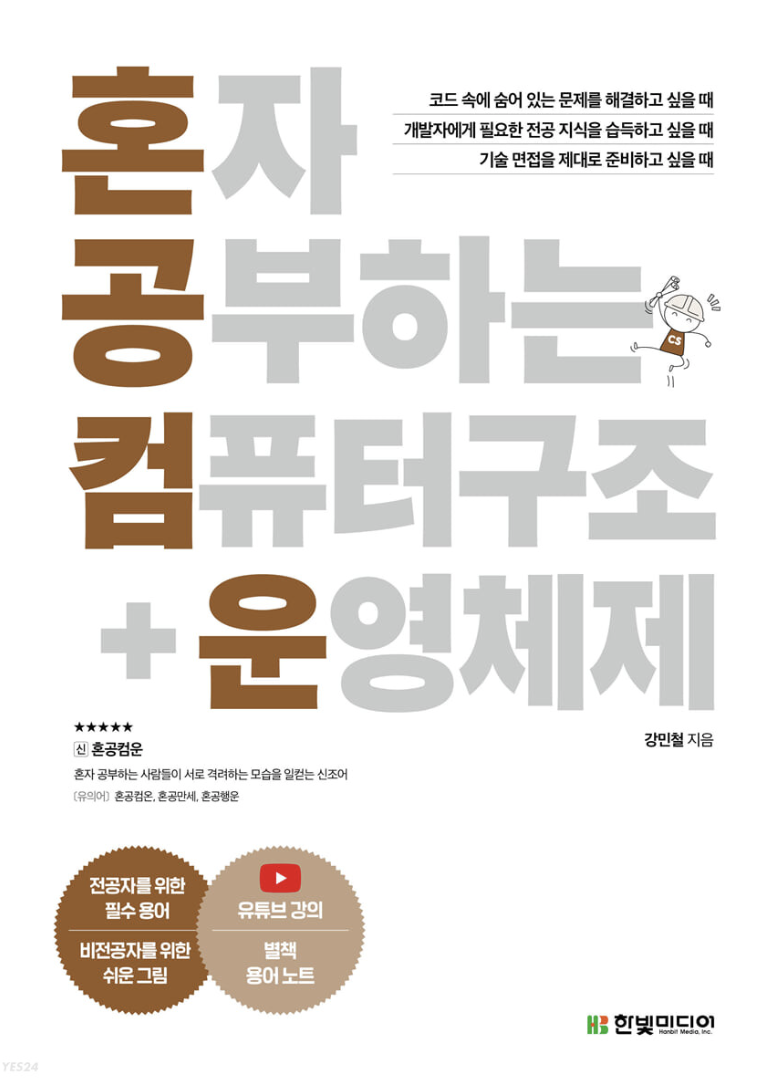 혼자
공부하는
컴퓨터구조
+ 운영체제
코드 속에 숨어 있는 문제를 해결하고 싶을 때
개발자에게 필요한 전공 지식을 습득하고 싶을 때
기술 면접을 제대로 준비하고 싶을 때
CS
★★★★★
신 혼공컴운
혼자 공부하는 사람들이 서로 격려하는 모습을 일컫는 신조어
(유의어) 혼공컴온, 혼공만세, 혼공행운
강민철 지음
전공자를 위한
필수 용어
비전공자를 위한
쉬운 그림
유튜브 강의
별책
용어 노트
HB 한빛미디어
Hanbit Media, Inc.
YES24